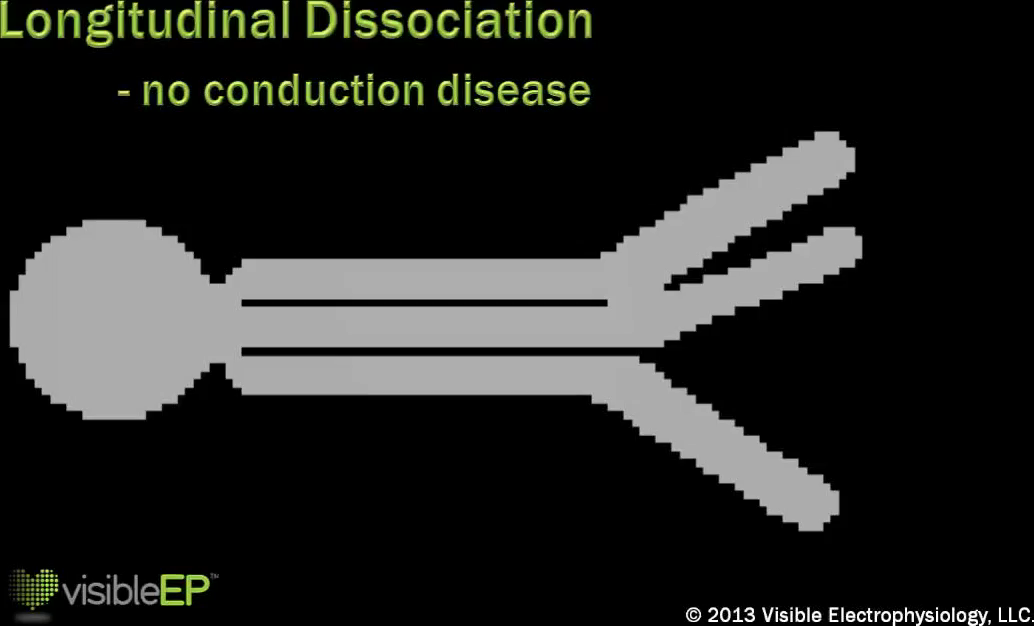 Longitudinal Dissociation
- no conduction disease
visibleEP™
© 2013 Visible Electrophysiology, LLC